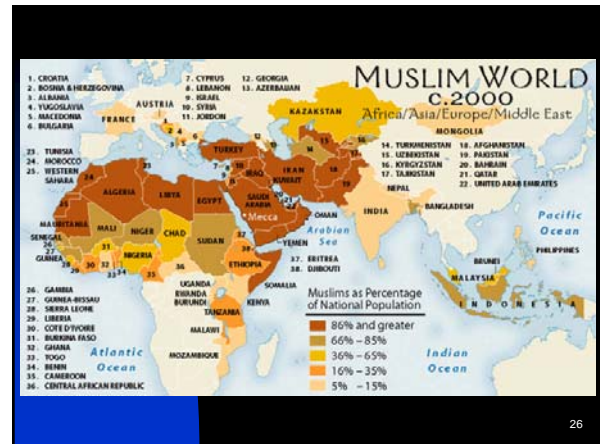 MUSLIM WORLD
c.2000
Africa/Asia/Europe/Middle East
1. CROATIA
2. BOSNIA & HERZEGOVINA
3. ALBANIA
4. YUGOSLAVIA
5. MACEDONIA
6. BULGARIA
7. CYPRUS
8. LEBANON
9. ISRAEL
10. SYRIA
11. JORDON
12. GEORGIA
13. AZERBAIJAN
AUSTRIA
FRANCE
KAZAKSTAN
MONGOLIA
14. TURKMENISTAN
15. UZBEKISTAN
16. KYRGYZSTAN
17. TAJIKISTAN
18. AFGHANISTAN
19. PAKISTAN
20. BAHRAIN
21. QATAR
22. UNITED ARAB EMIRATES
23. TUNISIA
24. MOROCCO
25. WESTERN
SAHARA
TURKEY
IRAQ
IRAN
KUWAIT
ALGERIA
LIBYA
EGYPT
SAUDI
ARABIA
Mecca
OMAN
YEMEN
Arabian
Sea
NEPAL
INDIA
BANGLADESH
Pacific
Ocean
PHILIPPINES
BRUNEI
MALAYSIA
INDONESIA
MAURITANIA
MALI
NIGER
CHAD
SUDAN
SENEGAL
GUINEA
NIGERIA
ETHIOPIA
SOMALIA
37. ERITREA
38. DJIBOUTI
UGANDA
RWANDA
BURUNDI
KENYA
TANZANIA
MALAWI
MOZAMBIQUE
26. GAMBIA
27. GUINEA-BISSAU
28. SIERRA LEONE
29. LIBERIA
30. COTE D'IVOIRE
31. BURKINA FASO
32. GHANA
33. TOGO
34. BENIN
35. CAMEROON
36. CENTRAL AFRICAN REPUBLIC
Atlantic
Ocean
Indian
Ocean
Muslims as Percentage
of National Population
86% and greater
66% – 85%
36% – 65%
16% – 35%
5% – 15%
26